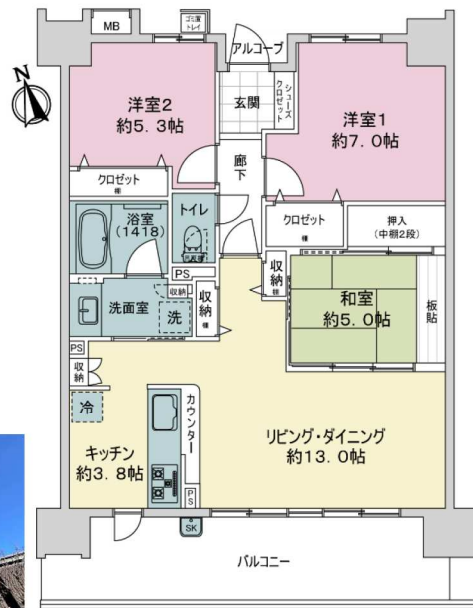 MB
ゴミ置
トレイ
アルコーブ
N
洋室2
約5.3帖
玄関
シューズ
クロゼット
洋室1
約7.0帖
廊下
クロゼット
棚
浴室
(1418)
トイレ
クロゼット
棚
押入
(中棚2段)
PS
収納
棚
和室
約5.0帖
板貼
洗面室
収納
洗
収納
棚
PS
収納
冷
カウンター
キッチン
約3.8帖
リビング・ダイニング
約13.0帖
PS
SK
バルコニー